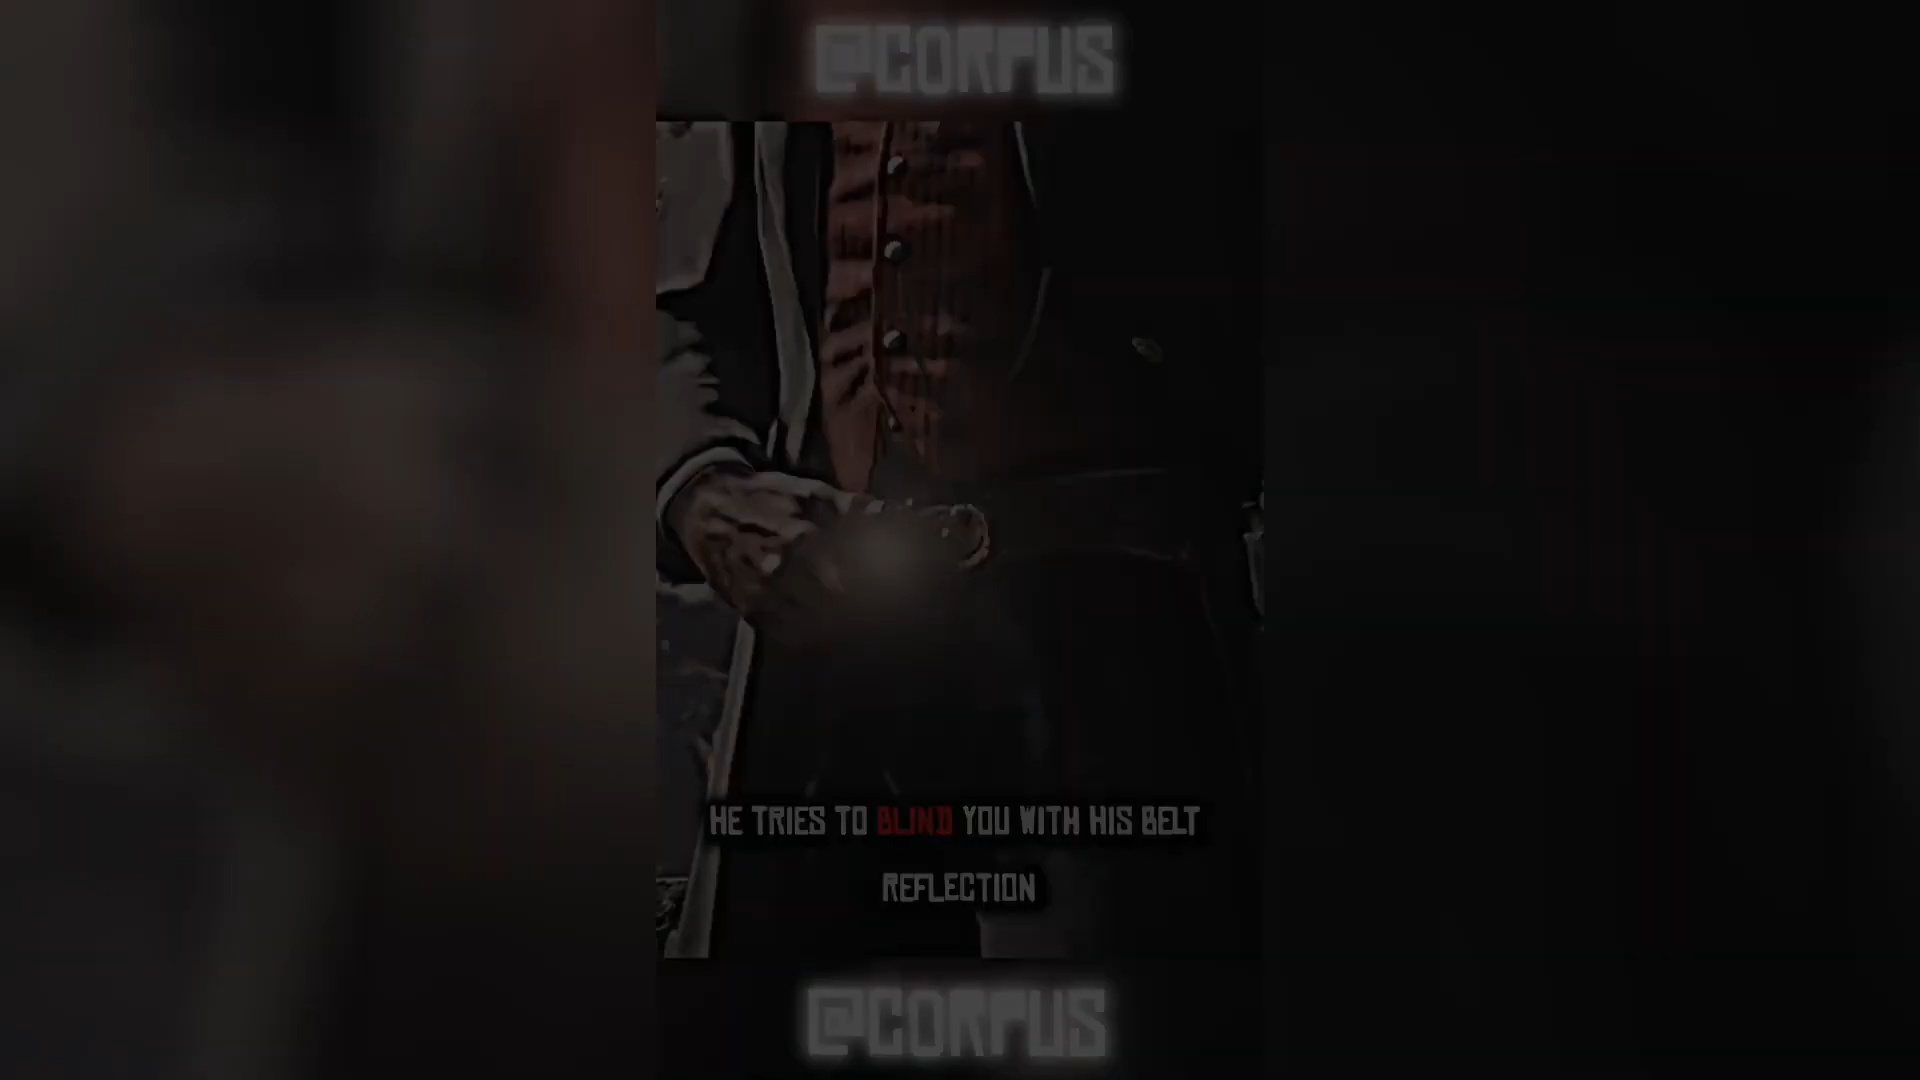 @CORPUS
HE TRIES TO BLIND YOU WITH HIS BELT
REFLECTION
@CORPUS